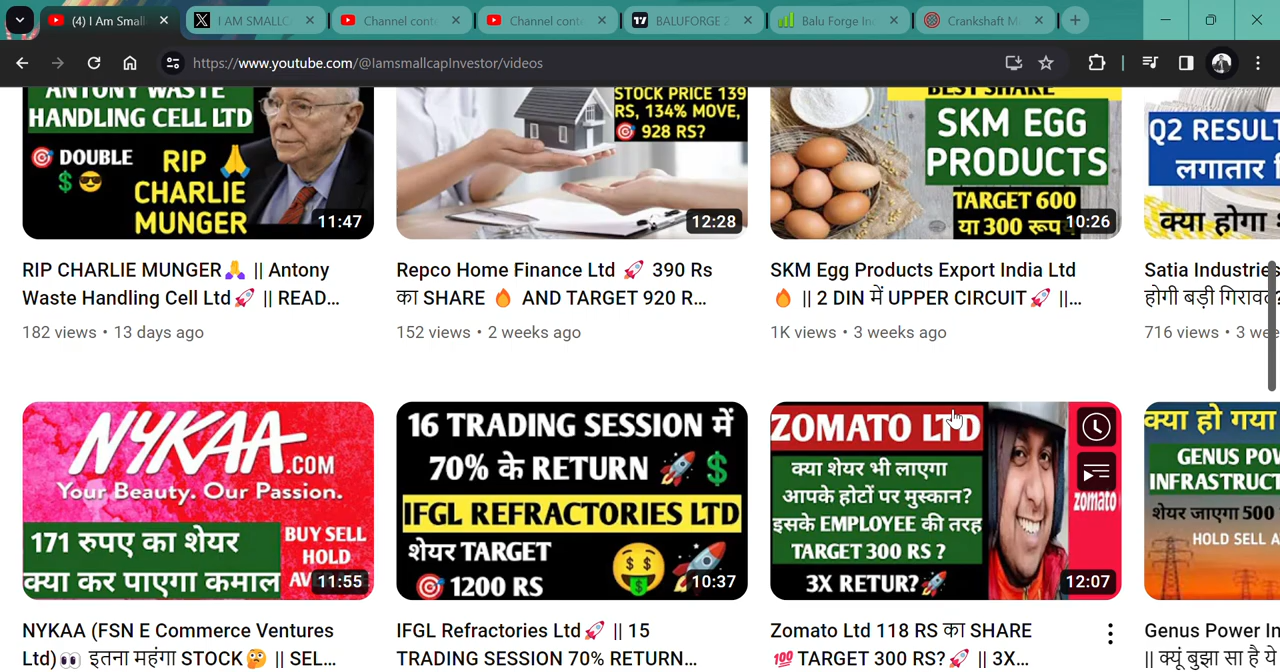 (4) I Am Small
I AM SMALLC
Channel conte
Channel conte
BALUFORGE 2
Balu Forge Ind
Crankshaft M
https://www.youtube.com/@IamsmallcapInvestor/videos
ANTONY WASTE
HANDLING CELL LTD
🎯 DOUBLE
💲😎
RIP 🙏
CHARLIE
MUNGER
11:47
STOCK PRICE 139
RS, 134% MOVE,
🎯 928 RS?
12:28
BEST SHARE
SKM EGG
PRODUCTS
TARGET 600
या 300 रूप
10:26
Q2 RESULT
लगातार
क्या होगा
RIP CHARLIE MUNGER🙏 || Antony
Waste Handling Cell Ltd🚀 || READ...
182 views • 13 days ago
Repco Home Finance Ltd 🚀 390 Rs
का SHARE 🔥 AND TARGET 920 R...
152 views • 2 weeks ago
SKM Egg Products Export India Ltd
🔥 || 2 DIN में UPPER CIRCUIT🚀 ||...
1K views • 3 weeks ago
Satia Industries
होगी बड़ी गिरावट?
716 views • 3 wee
NYKAA.COM
Your Beauty. Our Passion.
171 रुपए का शेयर
क्या कर पाएगा कमाल
BUY SELL
HOLD
AV
11:55
16 TRADING SESSION में
70% के RETURN 🚀💲
IFGL REFRACTORIES LTD
शेयर TARGET
🎯 1200 RS
10:37
ZOMATO LTD
क्या शेयर भी लाएगा
आपके होटों पर मुस्कान?
इसके EMPLOYEE की तरह
TARGET 300 RS ?
3X RETUR?🚀
zomato
12:07
क्या हो गया
GENUS POW
INFRASTRUCT
शेयर जाएगा 500
HOLD SELL A
NYKAA (FSN E Commerce Ventures
Ltd)👀 इतना महंगा STOCK🤔 || SEL...
IFGL Refractories Ltd🚀 || 15
TRADING SESSION 70% RETURN...
Zomato Ltd 118 RS का SHARE
💯 TARGET 300 RS?🚀 || 3X...
Genus Power In
|| क्यूं बुझा सा है ये